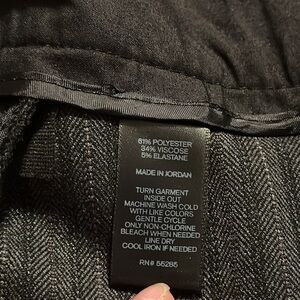 61% POLYESTER
34% VISCOSE
5% ELASTANE
MADE IN JORDAN
TURN GARMENT
INSIDE OUT
MACHINE WASH COLD
WITH LIKE COLORS
GENTLE CYCLE
ONLY NON-CHLORINE
BLEACH WHEN NEEDED
LINE DRY
COOL IRON IF NEEDED
RN# 55285